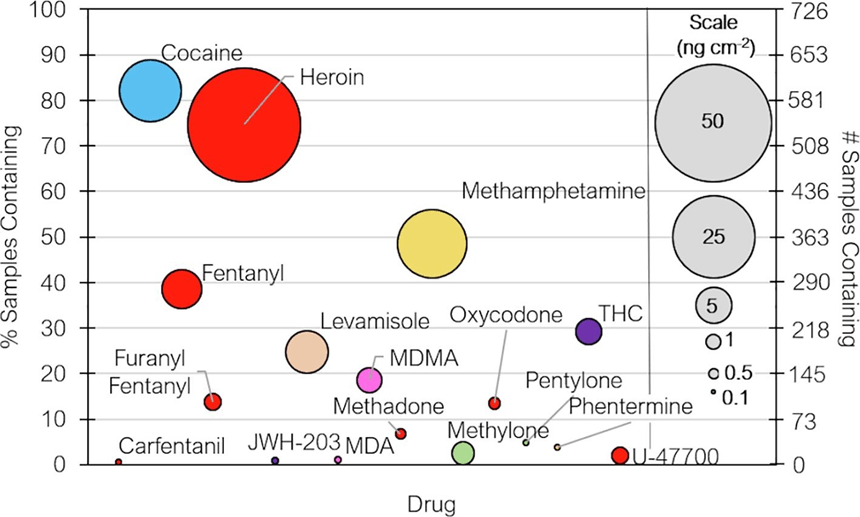 100
90
80
70
60
50
40
30
20
10
0
% Samples Containing
726
653
581
508
436
363
290
218
145
73
0
# Samples Containing
Scale
(ng cm-2)
50
25
5
1
0.5
0.1
Cocaine
Heroin
Methamphetamine
Fentanyl
Levamisole
Oxycodone
THC
Furanyl
Fentanyl
MDMA
Methadone
Pentylone
Phentermine
Methylone
Carfentanil
JWH-203
MDA
U-47700
Drug